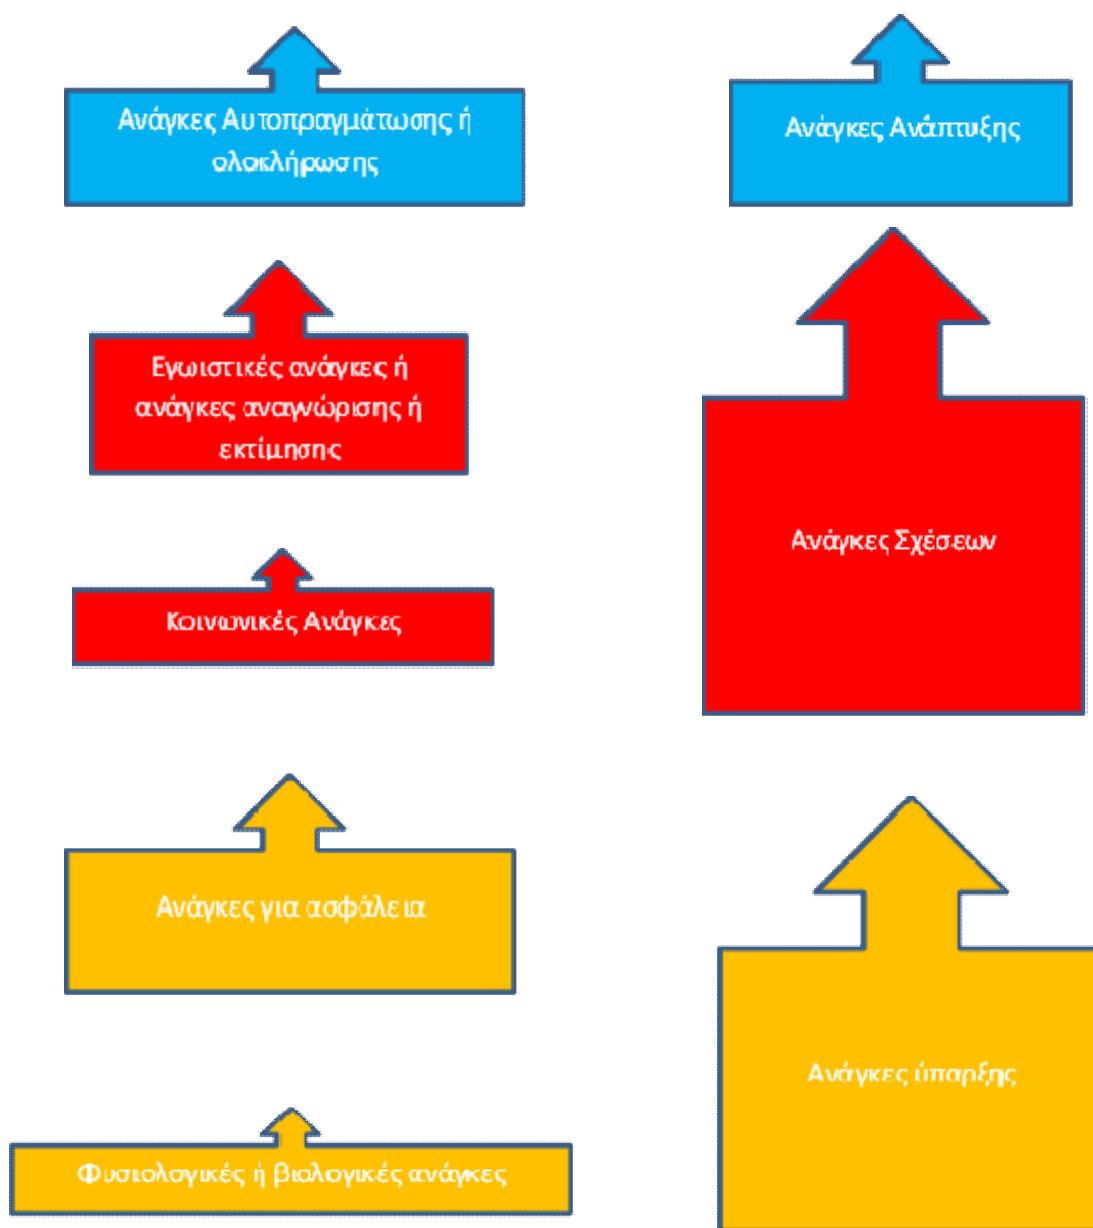 Ανάγκες Αυτοπραγμάτωσης ή
ολοκλήρωσης
Ανάγκες Ανάπτυξης
Εγωιστικές ανάγκες ή
ανάγκες αναγνώρισης ή
εκτίμησης
Ανάγκες Σχέσεων
Κοινωνικές Ανάγκες
Ανάγκες για ασφάλεια
Ανάγκες ύπαρξης
Φυσιολογικές ή βιολογικές ανάγκες